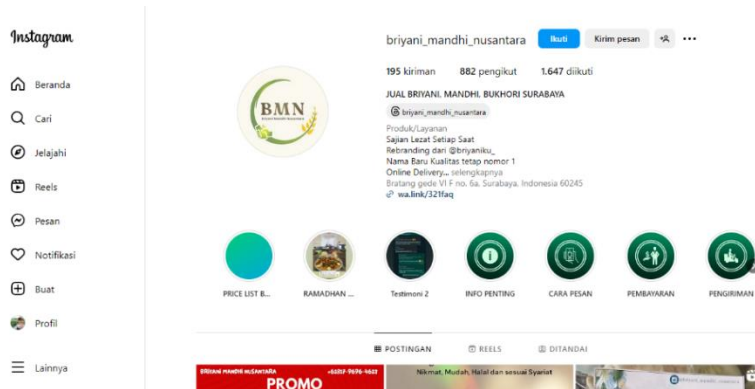 Instagram
Beranda
Cari
Jelajahi
Reels
Pesan
Notifikasi
Buat
Profil
Lainnya
briyani_mandhi_nusantara Ikuti Kirim pesan
195 kiriman 882 pengikut 1.647 diikuti
JUAL BRIYANI, MANDHI, BUKHORI SURABAYA
briyani_mandhi_nusantara
Produk/Layanan
Sajian Lezat Setiap Saat
Rebranding dari @briyaniku_
Nama Baru Kualitas tetap nomor 1
Online Delivery... selengkapnya
Bratang gede VI F no. 6a, Surabaya, Indonesia 60245
wa.link/321faq
BMN
PRICE LIST B... RAMADHAN ... Testimoni 2 INFO PENTING CARA PESAN PEMBAYARAN PENGIRIMAN
POSTINGAN REELS DITANDAI
BRIYANI MANDHI NUSANTARA
PROMO
Nikmat, Mudah, Halal dan sesuai Syariat